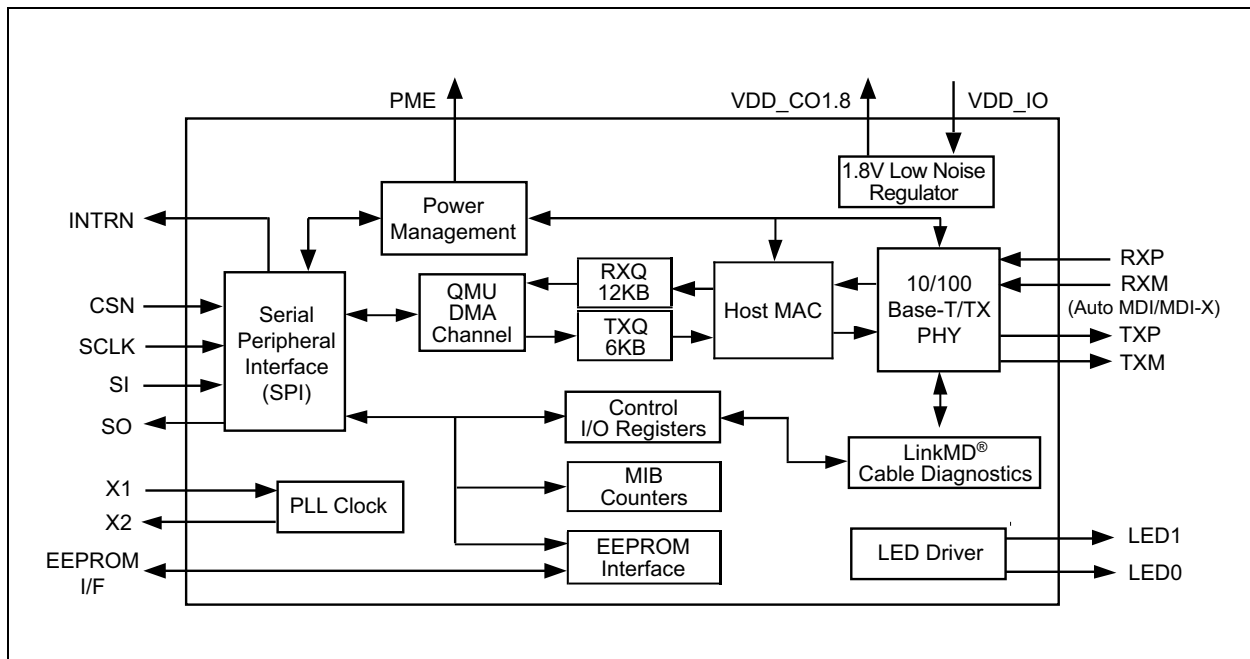 PME
VDD_CO1.8
VDD_IO
1.8V Low Noise
Regulator
Power
Management
INTRN
CSN
SCLK
SI
SO
Serial
Peripheral
Interface
(SPI)
QMU
DMA
Channel
RXQ
12KB
TXQ
6KB
Host MAC
10/100
Base-T/TX
PHY
RXP
RXM
(Auto MDI/MDI-X)
TXP
TXM
Control
I/O Registers
LinkMD®
Cable Diagnostics
MIB
Counters
X1
X2
PLL Clock
EEPROM
I/F
EEPROM
Interface
LED Driver
LED1
LED0